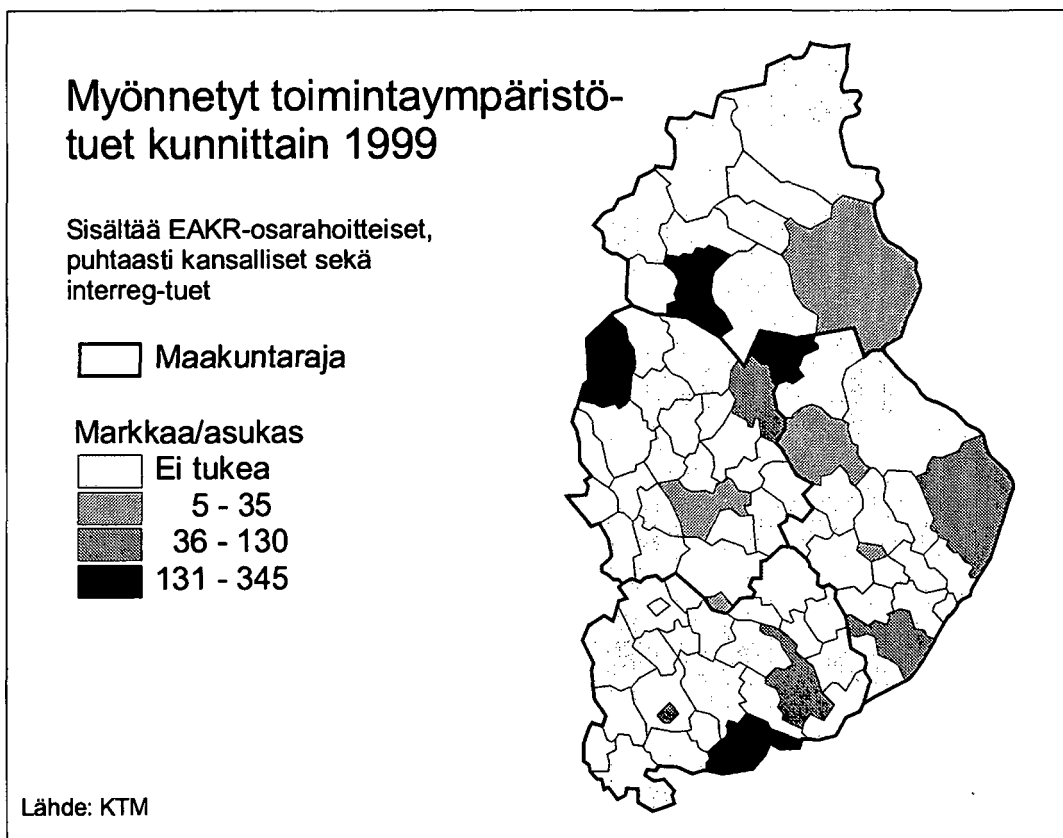 Myönnetyt toimintaympäristö-
tuet kunnittain 1999
Sisältää EAKR-osarahoitteiset,
puhtaasti kansalliset sekä
interreg-tuet
Maakuntaraja
Markkaa/asukas
Ei tukea
5 - 35
36 - 130
131 - 345
Lähde: KTM